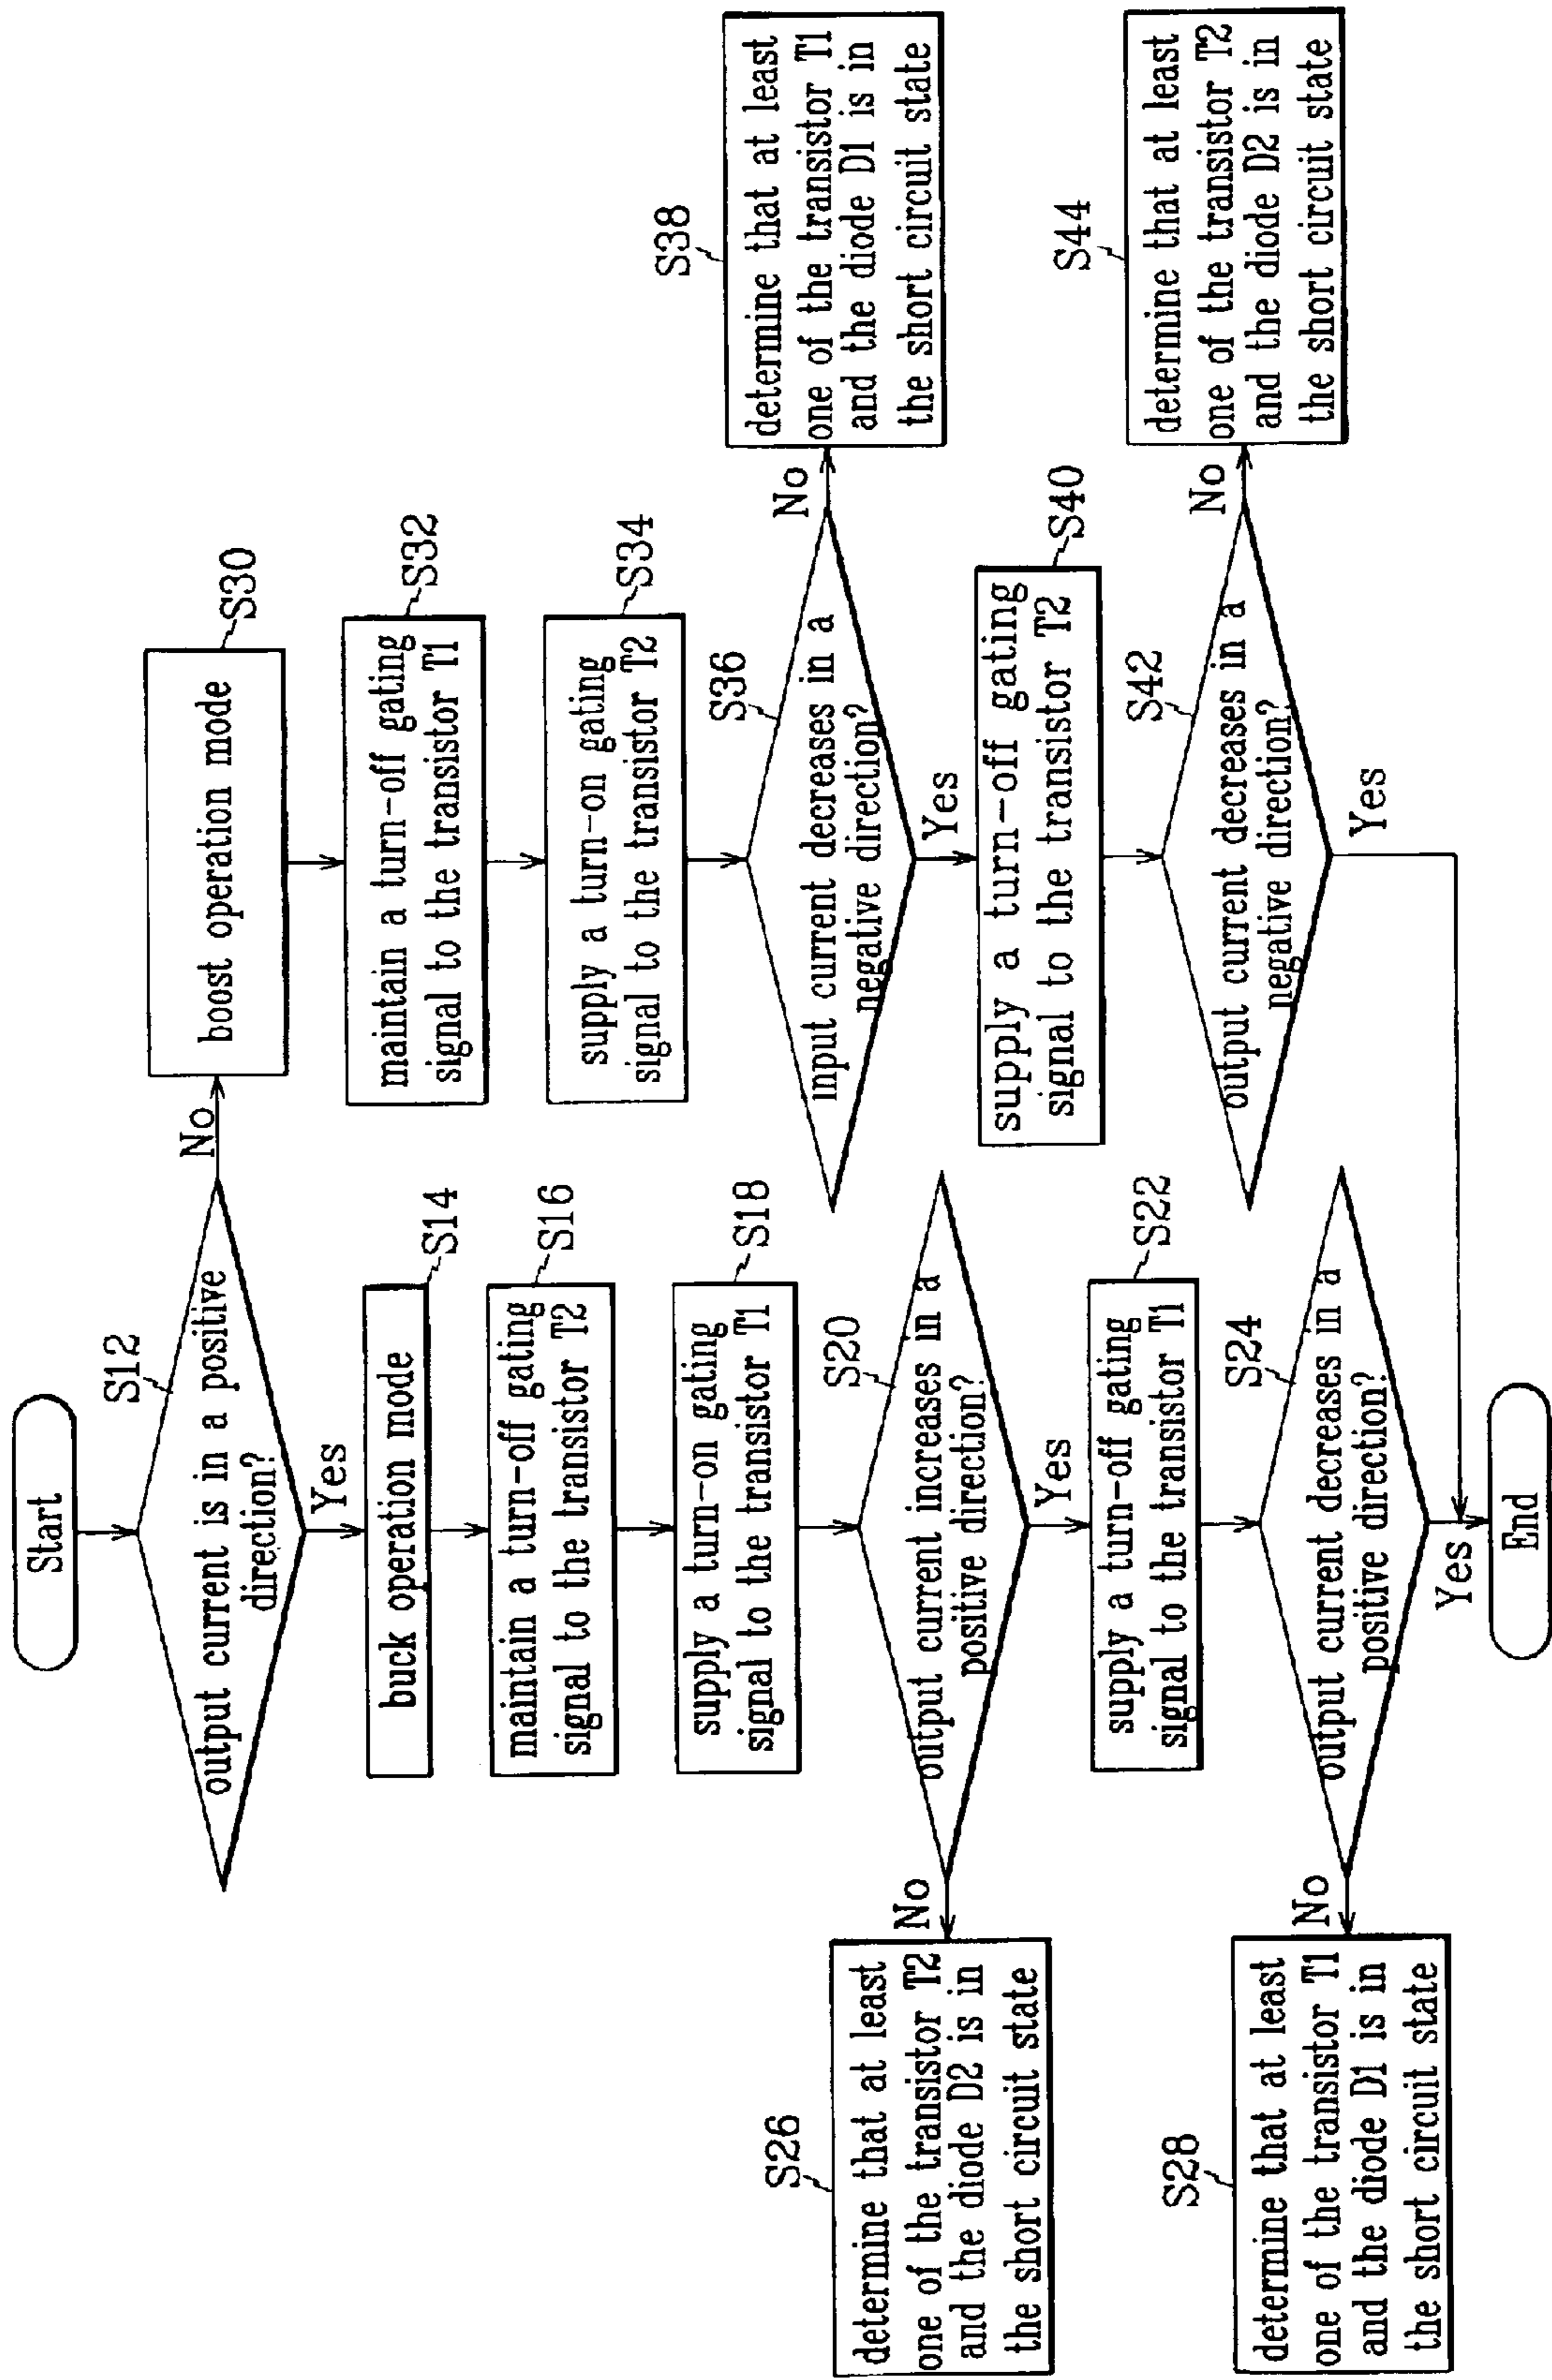 Start
S12
output current is in a positive
direction?
No
Yes
S14
buck operation mode
S16
maintain a turn-off gating
signal to the transistor T2
S18
supply a turn-on gating
signal to the transistor T1
S20
output current increases in a
positive direction?
No
Yes
S26
determine that at least
one of the transistor T2
and the diode D2 is in
the short circuit state
S22
supply a turn-off gating
signal to the transistor T1
S24
output current decreases in a
positive direction?
No
Yes
S28
determine that at least
one of the transistor T1
and the diode D1 is in
the short circuit state
End
S30
boost operation mode
S32
maintain a turn-off gating
signal to the transistor T1
S34
supply a turn-on gating
signal to the transistor T2
S36
input current decreases in a
negative direction?
No
Yes
S38
determine that at least
one of the transistor T1
and the diode D1 is in
the short circuit state
S40
supply a turn-off gating
signal to the transistor T2
S42
output current decreases in a
negative direction?
No
Yes
S44
determine that at least
one of the transistor T2
and the diode D2 is in
the short circuit state